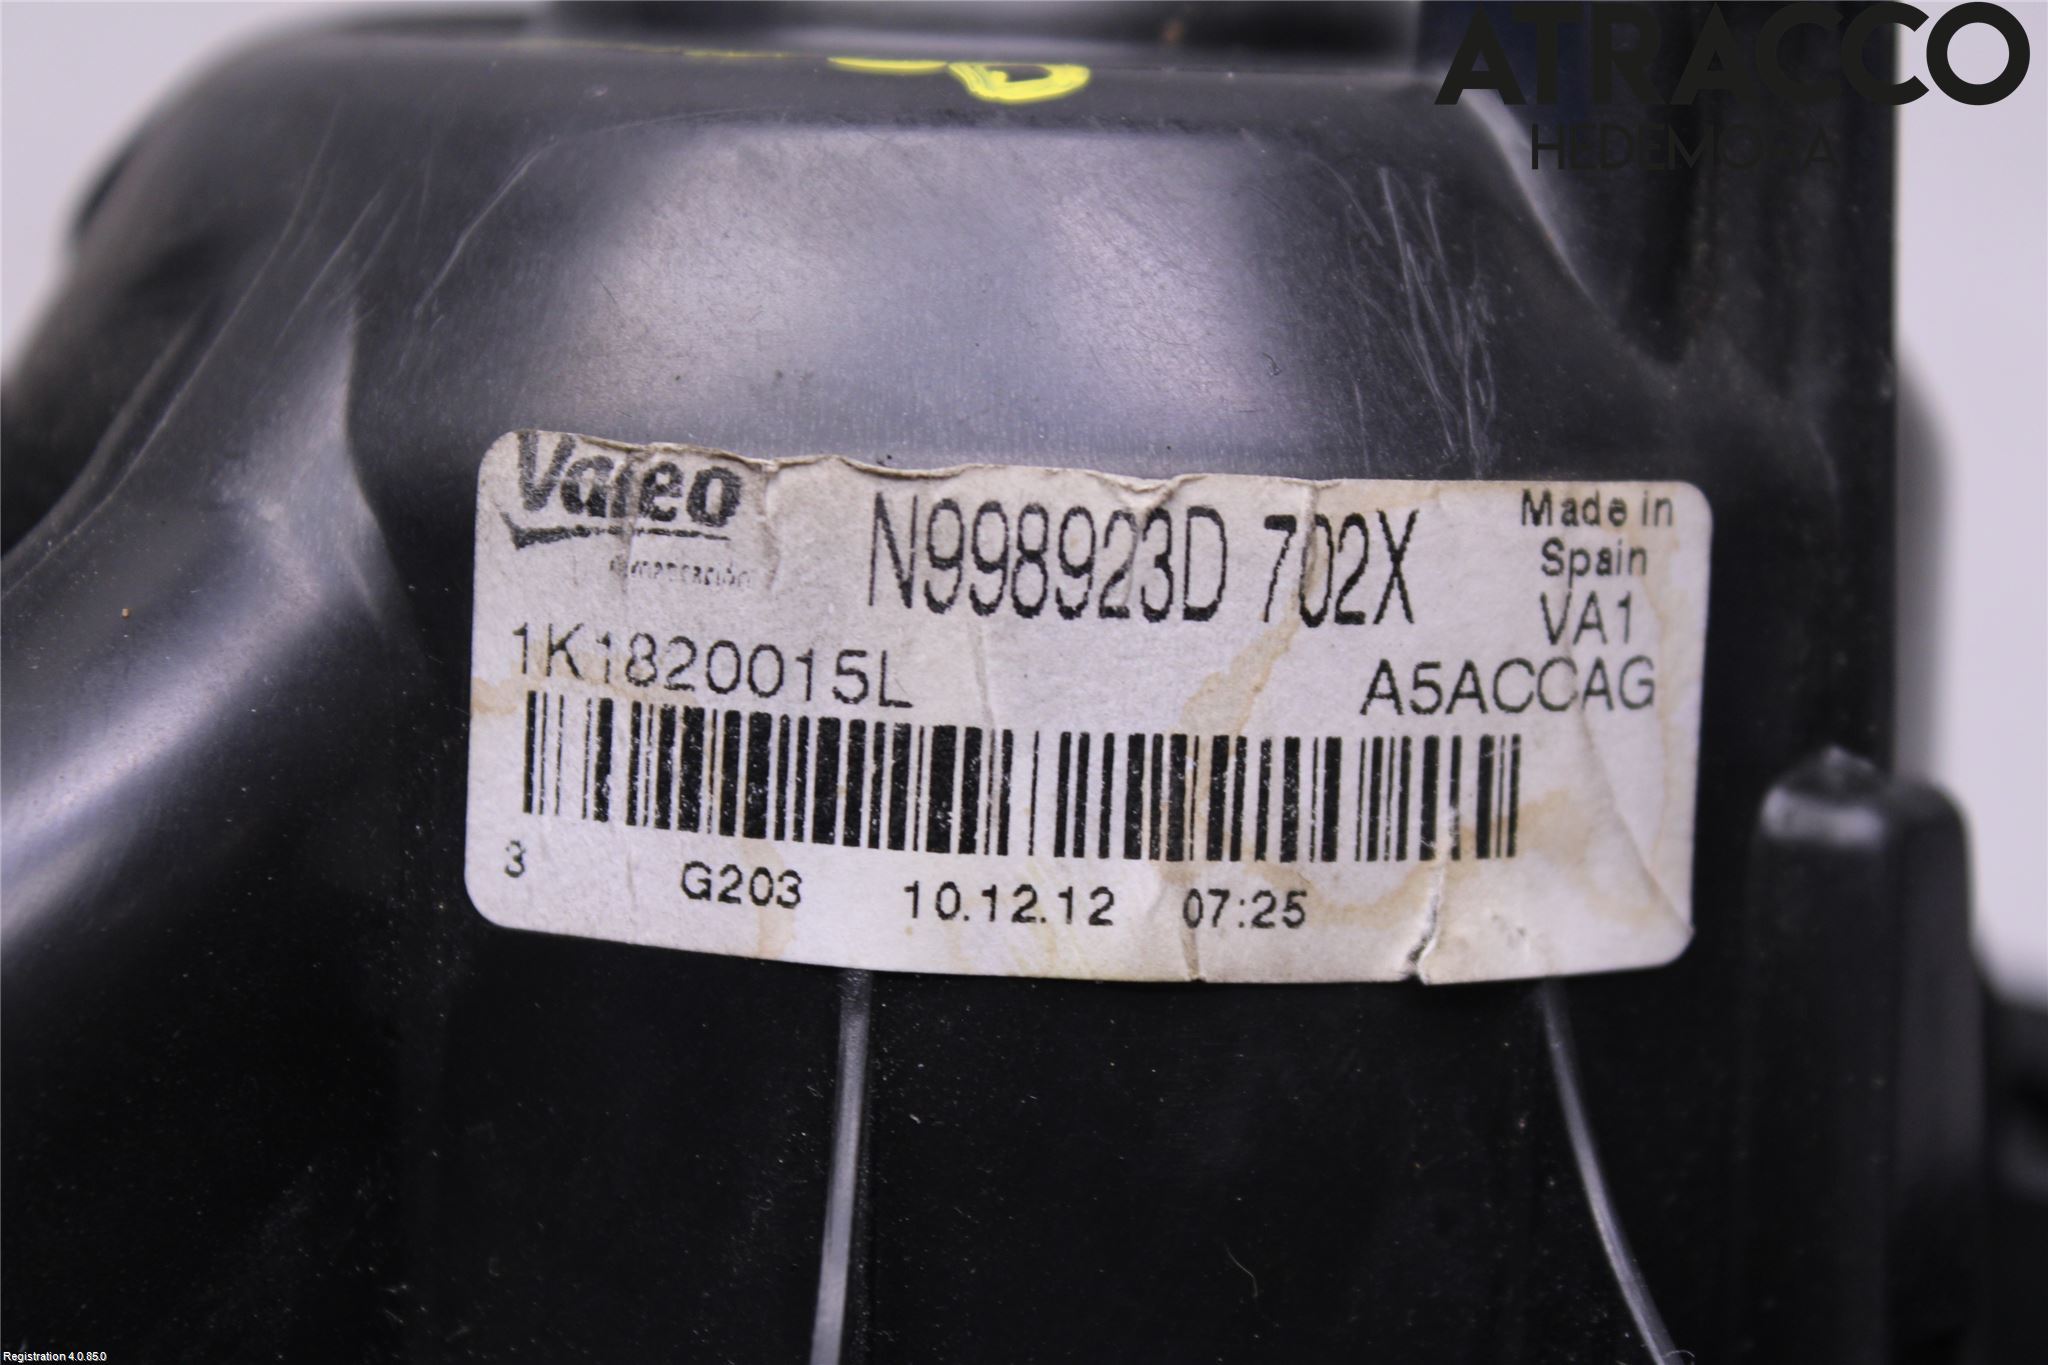 ATRACCO
HEDEMORA
Valeo
N998923D 702X
Made in
Spain
VA1
1K1820015L
A5ACCAG
3 G203 10.12.12 07:25
Registration 4.0.85.0